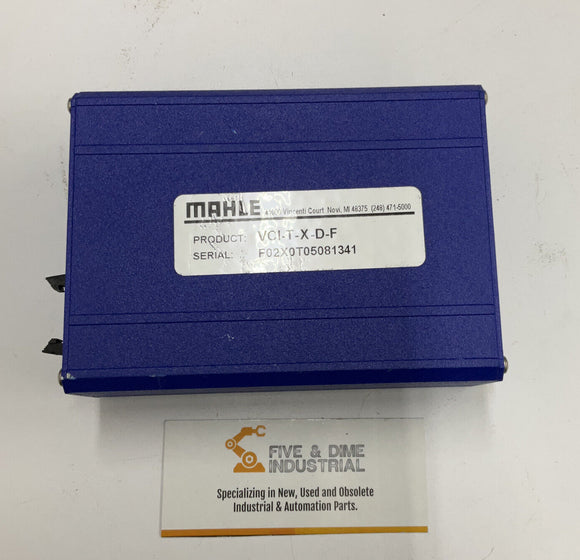 MAHLE Vincenti Court Novi, MI 48375 (248) 471-5000
PRODUCT: VCI-T-X-D-F
SERIAL: F02X0T05081341
FIVE & DIME
INDUSTRIAL
Specializing in New, Used and Obsolete
Industrial & Automation Parts.